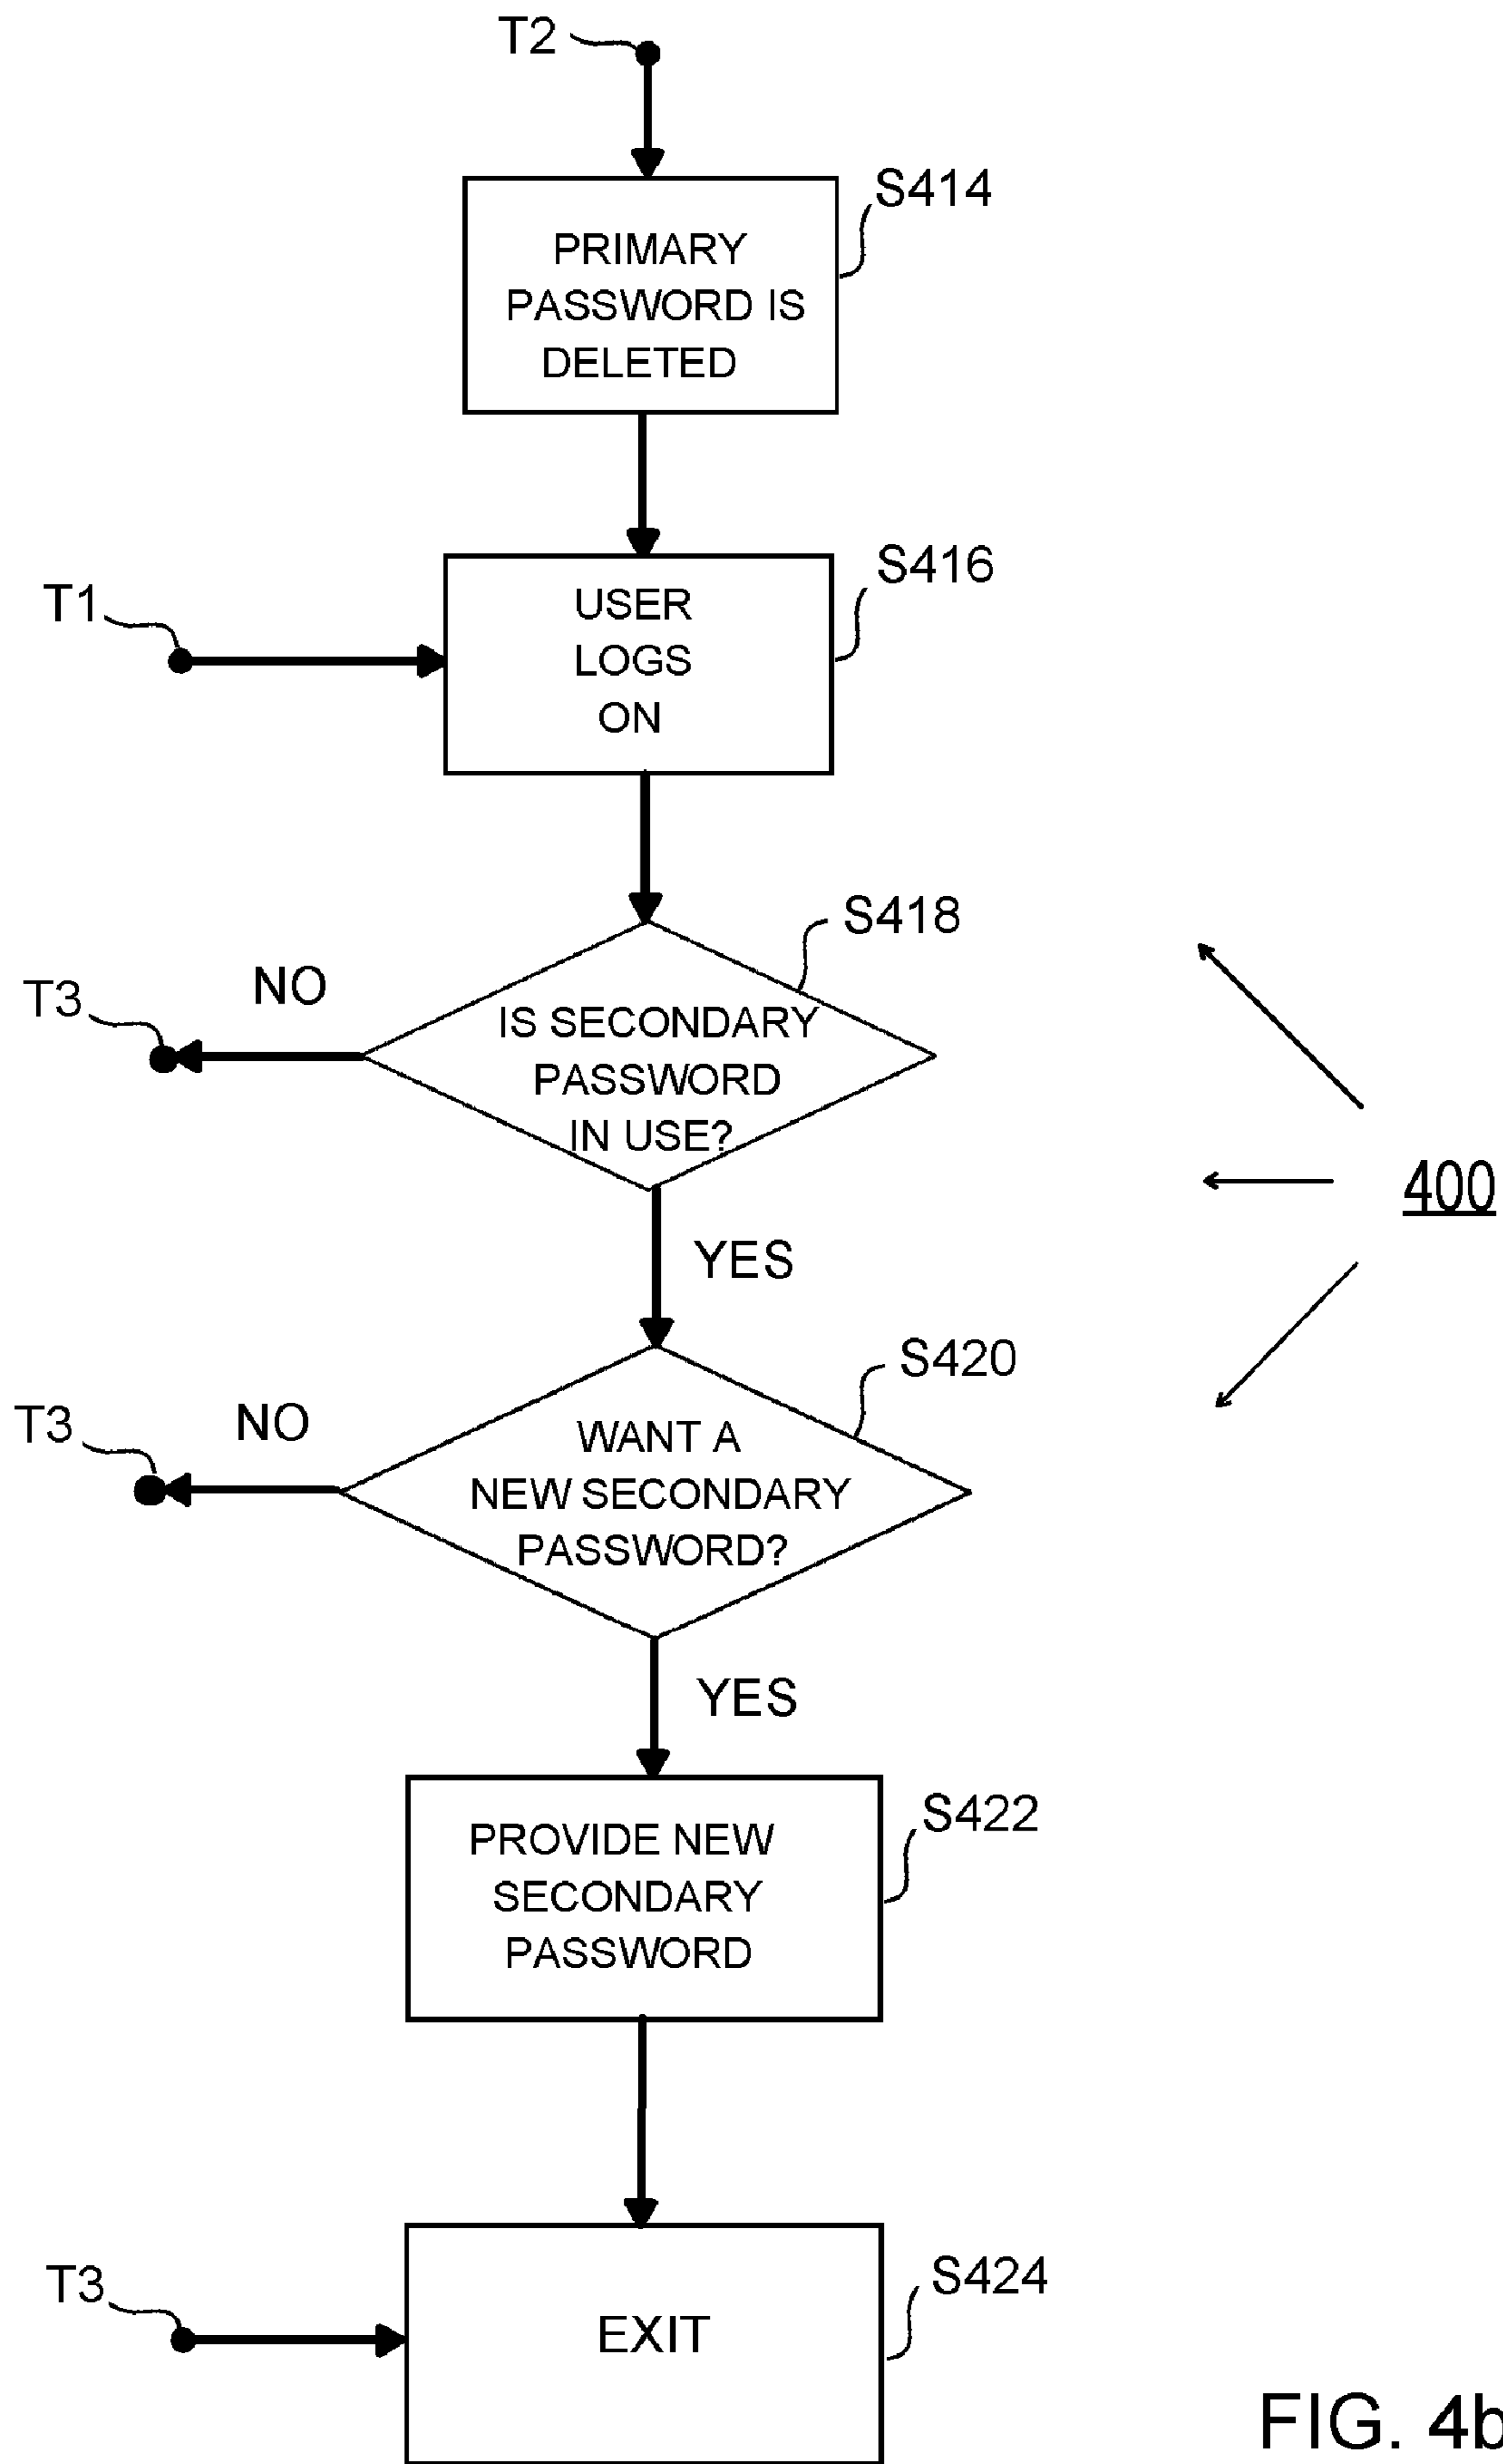 T2
S414
PRIMARY
PASSWORD IS
DELETED
S416
T1
USER
LOGS
ON
S418
NO
T3
IS SECONDARY
PASSWORD
IN USE?
400
YES
S420
NO
T3
WANT A
NEW SECONDARY
PASSWORD?
YES
S422
PROVIDE NEW
SECONDARY
PASSWORD
S424
T3
EXIT
FIG. 4b